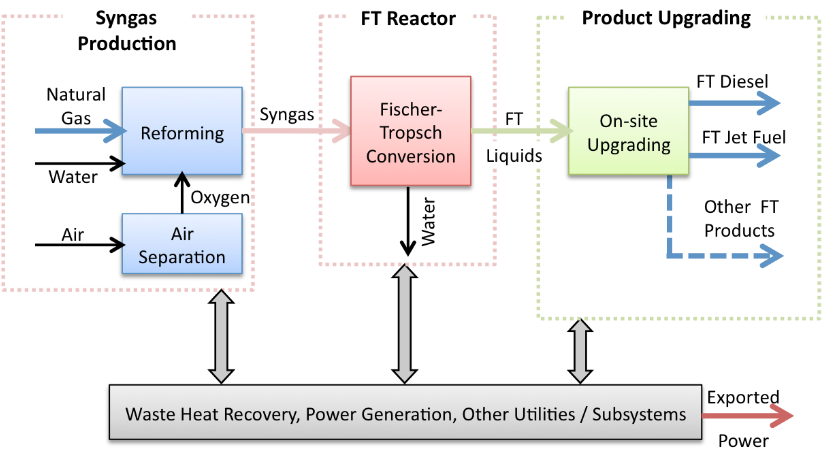 Syngas
Production
FT Reactor
Product Upgrading
Natural
Gas
Water
Reforming
Oxygen
Air
Air
Separation
Syngas
Fischer-
Tropsch
Conversion
Water
FT
Liquids
On-site
Upgrading
FT Diesel
FT Jet Fuel
Other FT
Products
Waste Heat Recovery, Power Generation, Other Utilities / Subsystems
Exported
Power